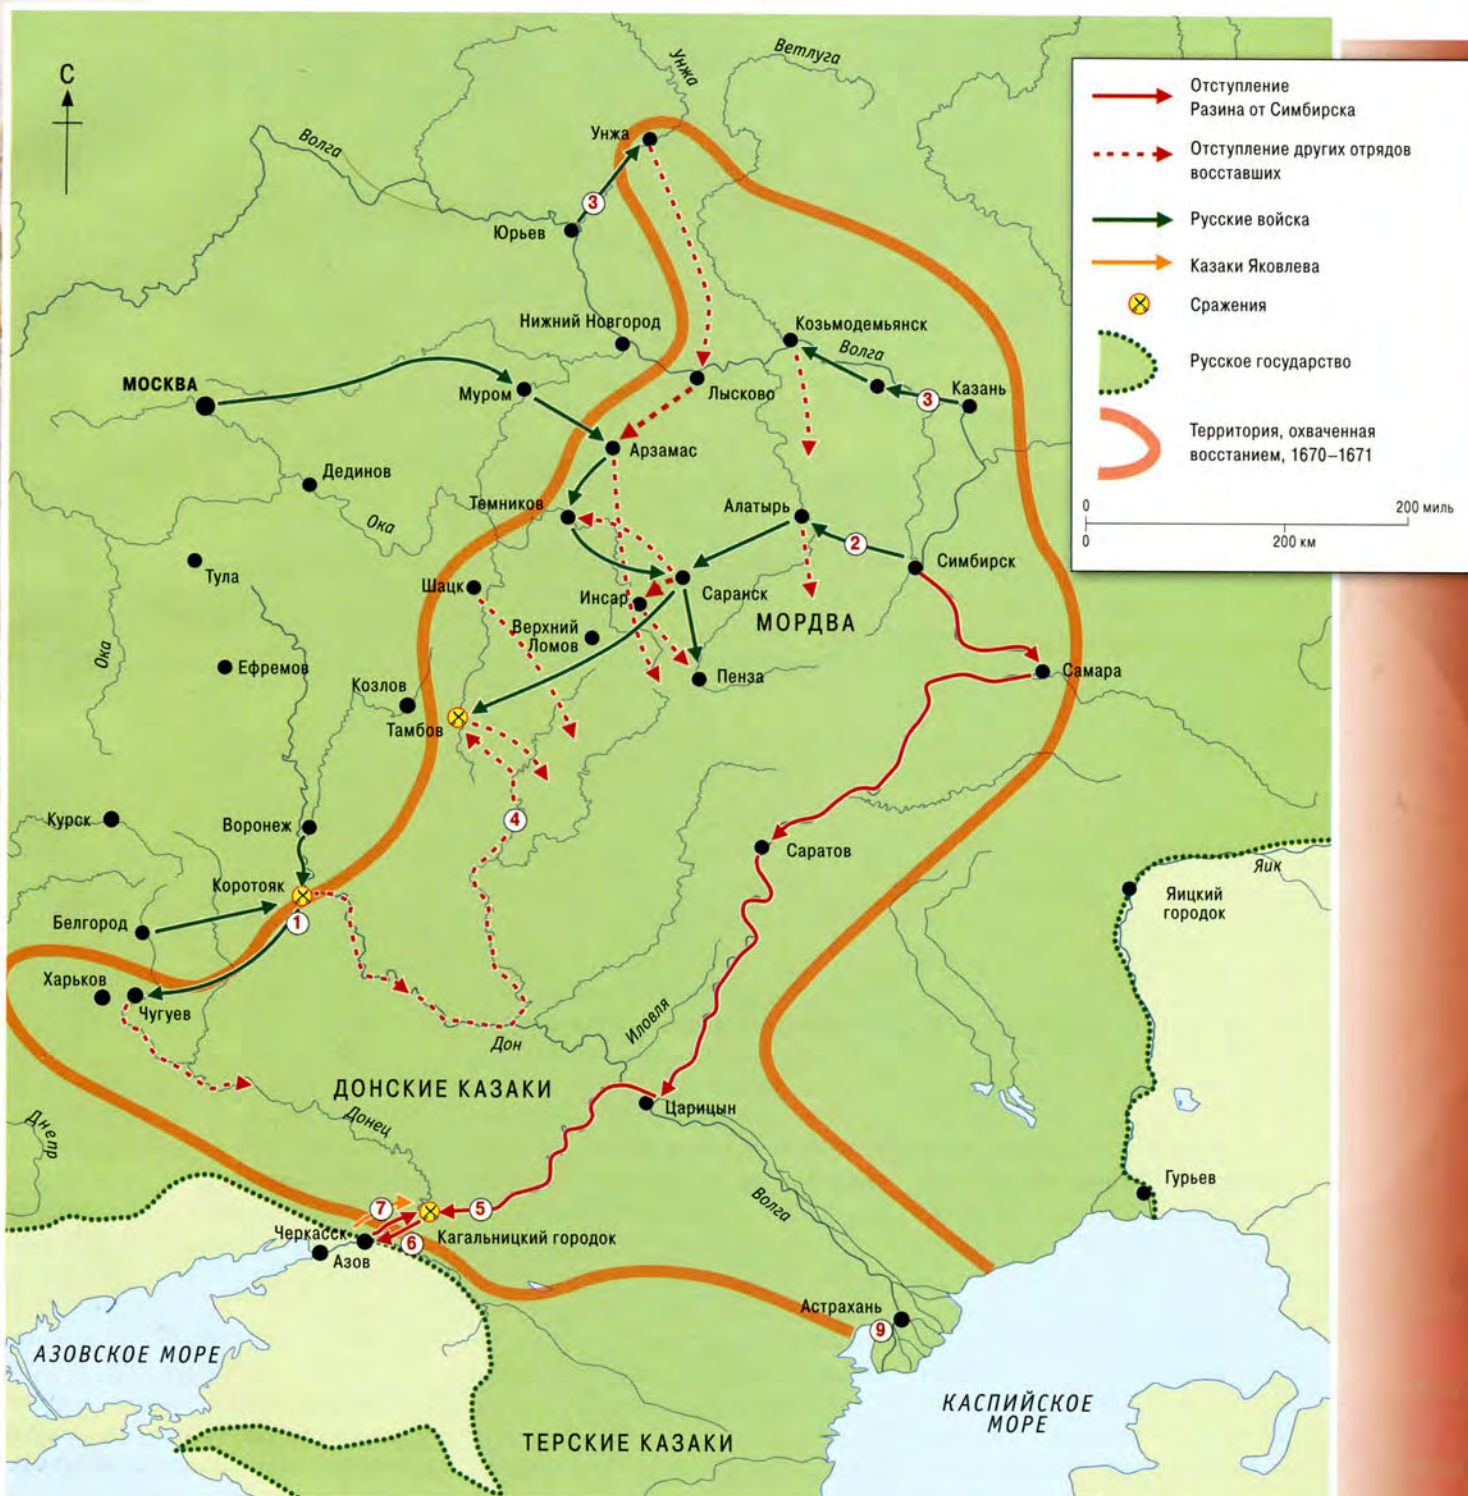 С
Унжа
Ветлуга
Волга
Унжа
3
Юрьев
Отступление
Разина от Симбирска
Отступление других отрядов
восставших
Русские войска
Казаки Яковлева
Сражения
Русское государство
Территория, охваченная
восстанием, 1670–1671
0
200 миль
0
200 км
Нижний Новгород
Козьмодемьянск
Волга
МОСКВА
Муром
Лысково
3
Казань
Арзамас
Дединов
Ока
Темников
Алатырь
2
Симбирск
Тула
Шацк
Инсар
Саранск
МОРДВА
Верхний
Ломов
Ока
Ефремов
Козлов
Пенза
Самара
Тамбов
Курск
Воронеж
4
Саратов
Коротояк
1
Белгород
Яик
Яицкий
городок
Харьков
Чугуев
Дон
Иловля
ДОНСКИЕ КАЗАКИ
Царицын
Днепр
Донец
Волга
Гурьев
7
5
Черкасск
6
Кагальницкий городок
Азов
Астрахань
9
АЗОВСКОЕ МОРЕ
КАСПИЙСКОЕ
МОРЕ
ТЕРСКИЕ КАЗАКИ